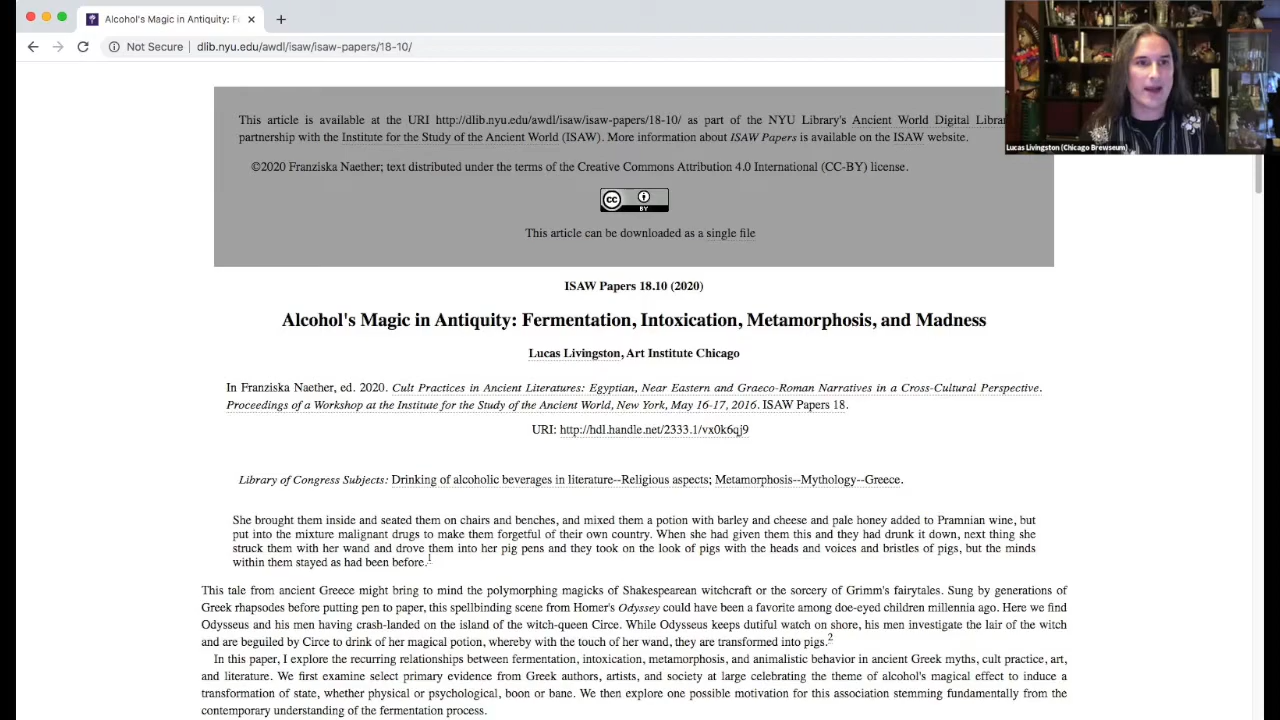 Alcohol's Magic in Antiquity: F
Not Secure | dlib.nyu.edu/awdl/isaw/isaw-papers/18-10/
Lucas Livingston (Chicago Brewseum)
This article is available at the URI http://dlib.nyu.edu/awdl/isaw/isaw-papers/18-10/ as part of the NYU Library's Ancient World Digital Libra
partnership with the Institute for the Study of the Ancient World (ISAW). More information about ISAW Papers is available on the ISAW website.
©2020 Franziska Naether; text distributed under the terms of the Creative Commons Attribution 4.0 International (CC-BY) license.
CC BY
This article can be downloaded as a single file
ISAW Papers 18.10 (2020)
Alcohol's Magic in Antiquity: Fermentation, Intoxication, Metamorphosis, and Madness
Lucas Livingston, Art Institute Chicago
In Franziska Naether, ed. 2020. Cult Practices in Ancient Literatures: Egyptian, Near Eastern and Graeco-Roman Narratives in a Cross-Cultural Perspective.
Proceedings of a Workshop at the Institute for the Study of the Ancient World, New York, May 16-17, 2016. ISAW Papers 18.
URI: http://hdl.handle.net/2333.1/vx0k6qj9
Library of Congress Subjects: Drinking of alcoholic beverages in literature--Religious aspects; Metamorphosis--Mythology--Greece.
She brought them inside and seated them on chairs and benches, and mixed them a potion with barley and cheese and pale honey added to Pramnian wine, but
put into the mixture malignant drugs to make them forgetful of their own country. When she had given them this and they had drunk it down, next thing she
struck them with her wand and drove them into her pig pens and they took on the look of pigs with the heads and voices and bristles of pigs, but the minds
within them stayed as had been before.1
This tale from ancient Greece might bring to mind the polymorphing magicks of Shakespearean witchcraft or the sorcery of Grimm's fairytales. Sung by generations of
Greek rhapsodes before putting pen to paper, this spellbinding scene from Homer's Odyssey could have been a favorite among doe-eyed children millennia ago. Here we find
Odysseus and his men having crash-landed on the island of the witch-queen Circe. While Odysseus keeps dutiful watch on shore, his men investigate the lair of the witch
and are beguiled by Circe to drink of her magical potion, whereby with the touch of her wand, they are transformed into pigs.2
In this paper, I explore the recurring relationships between fermentation, intoxication, metamorphosis, and animalistic behavior in ancient Greek myths, cult practice, art,
and literature. We first examine select primary evidence from Greek authors, artists, and society at large celebrating the theme of alcohol's magical effect to induce a
transformation of state, whether physical or psychological, boon or bane. We then explore one possible motivation for this association stemming fundamentally from the
contemporary understanding of the fermentation process.